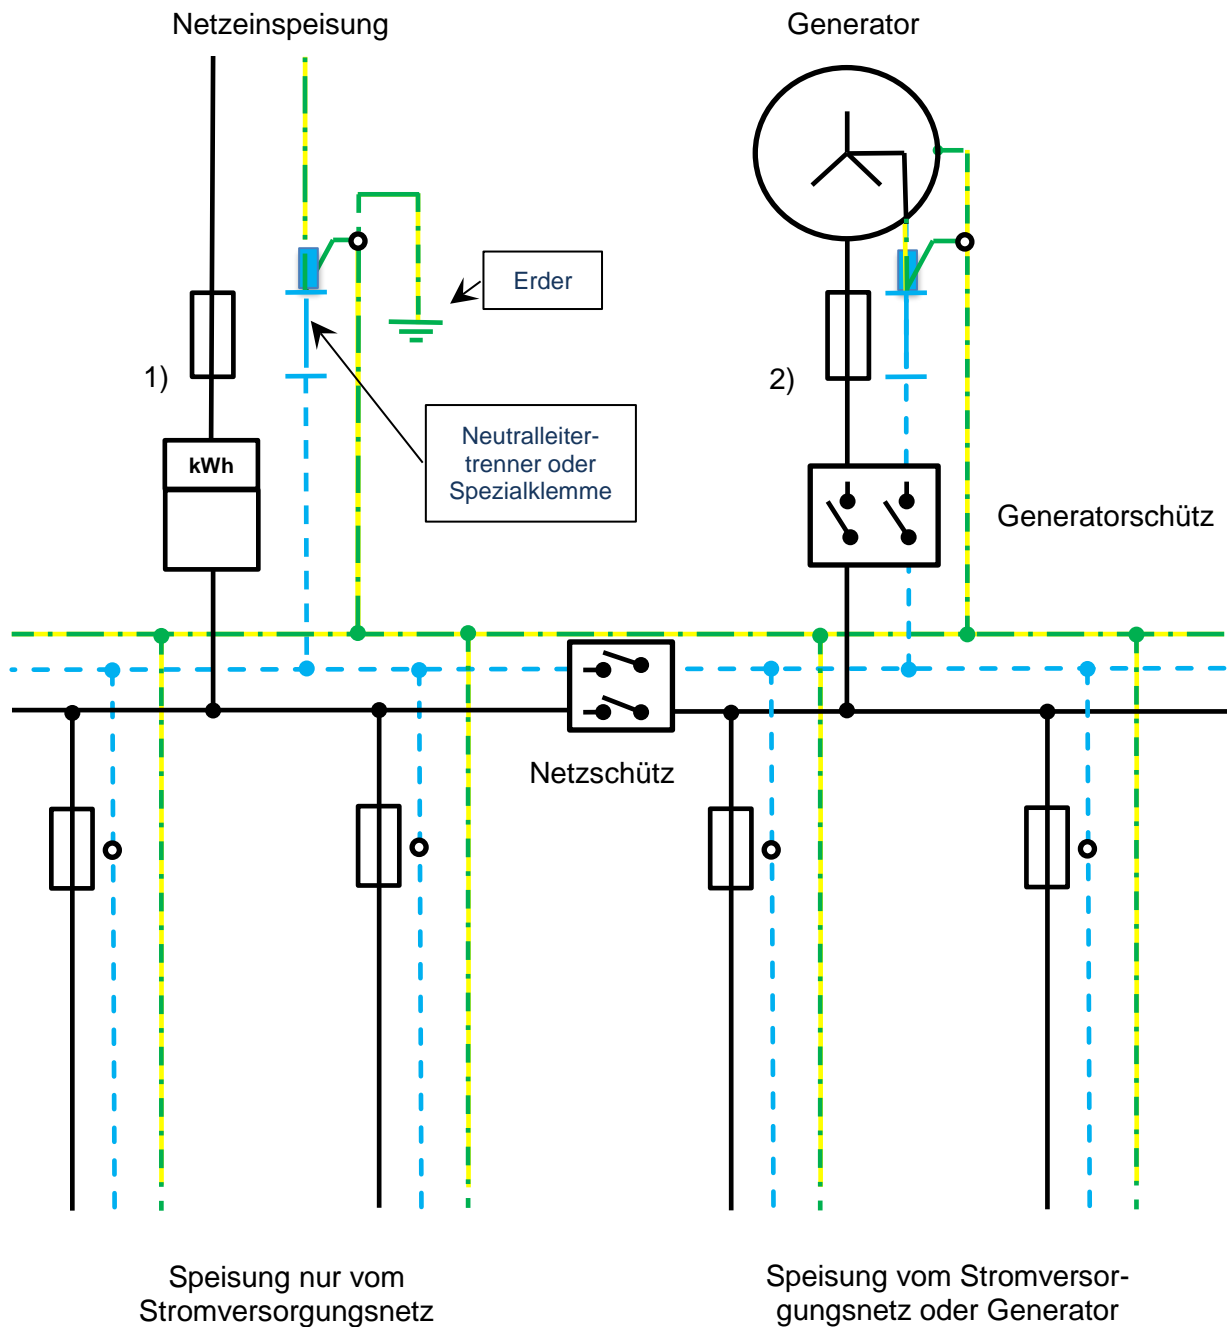 Netzeinspeisung
Generator
Erder
1)
2)
Neutralleiter-
trenner oder
Spezialklemme
kWh
Generatorschütz
Netzschütz
Speisung nur vom
Stromversorgungsnetz
Speisung vom Stromversor-
gungsnetz oder Generator